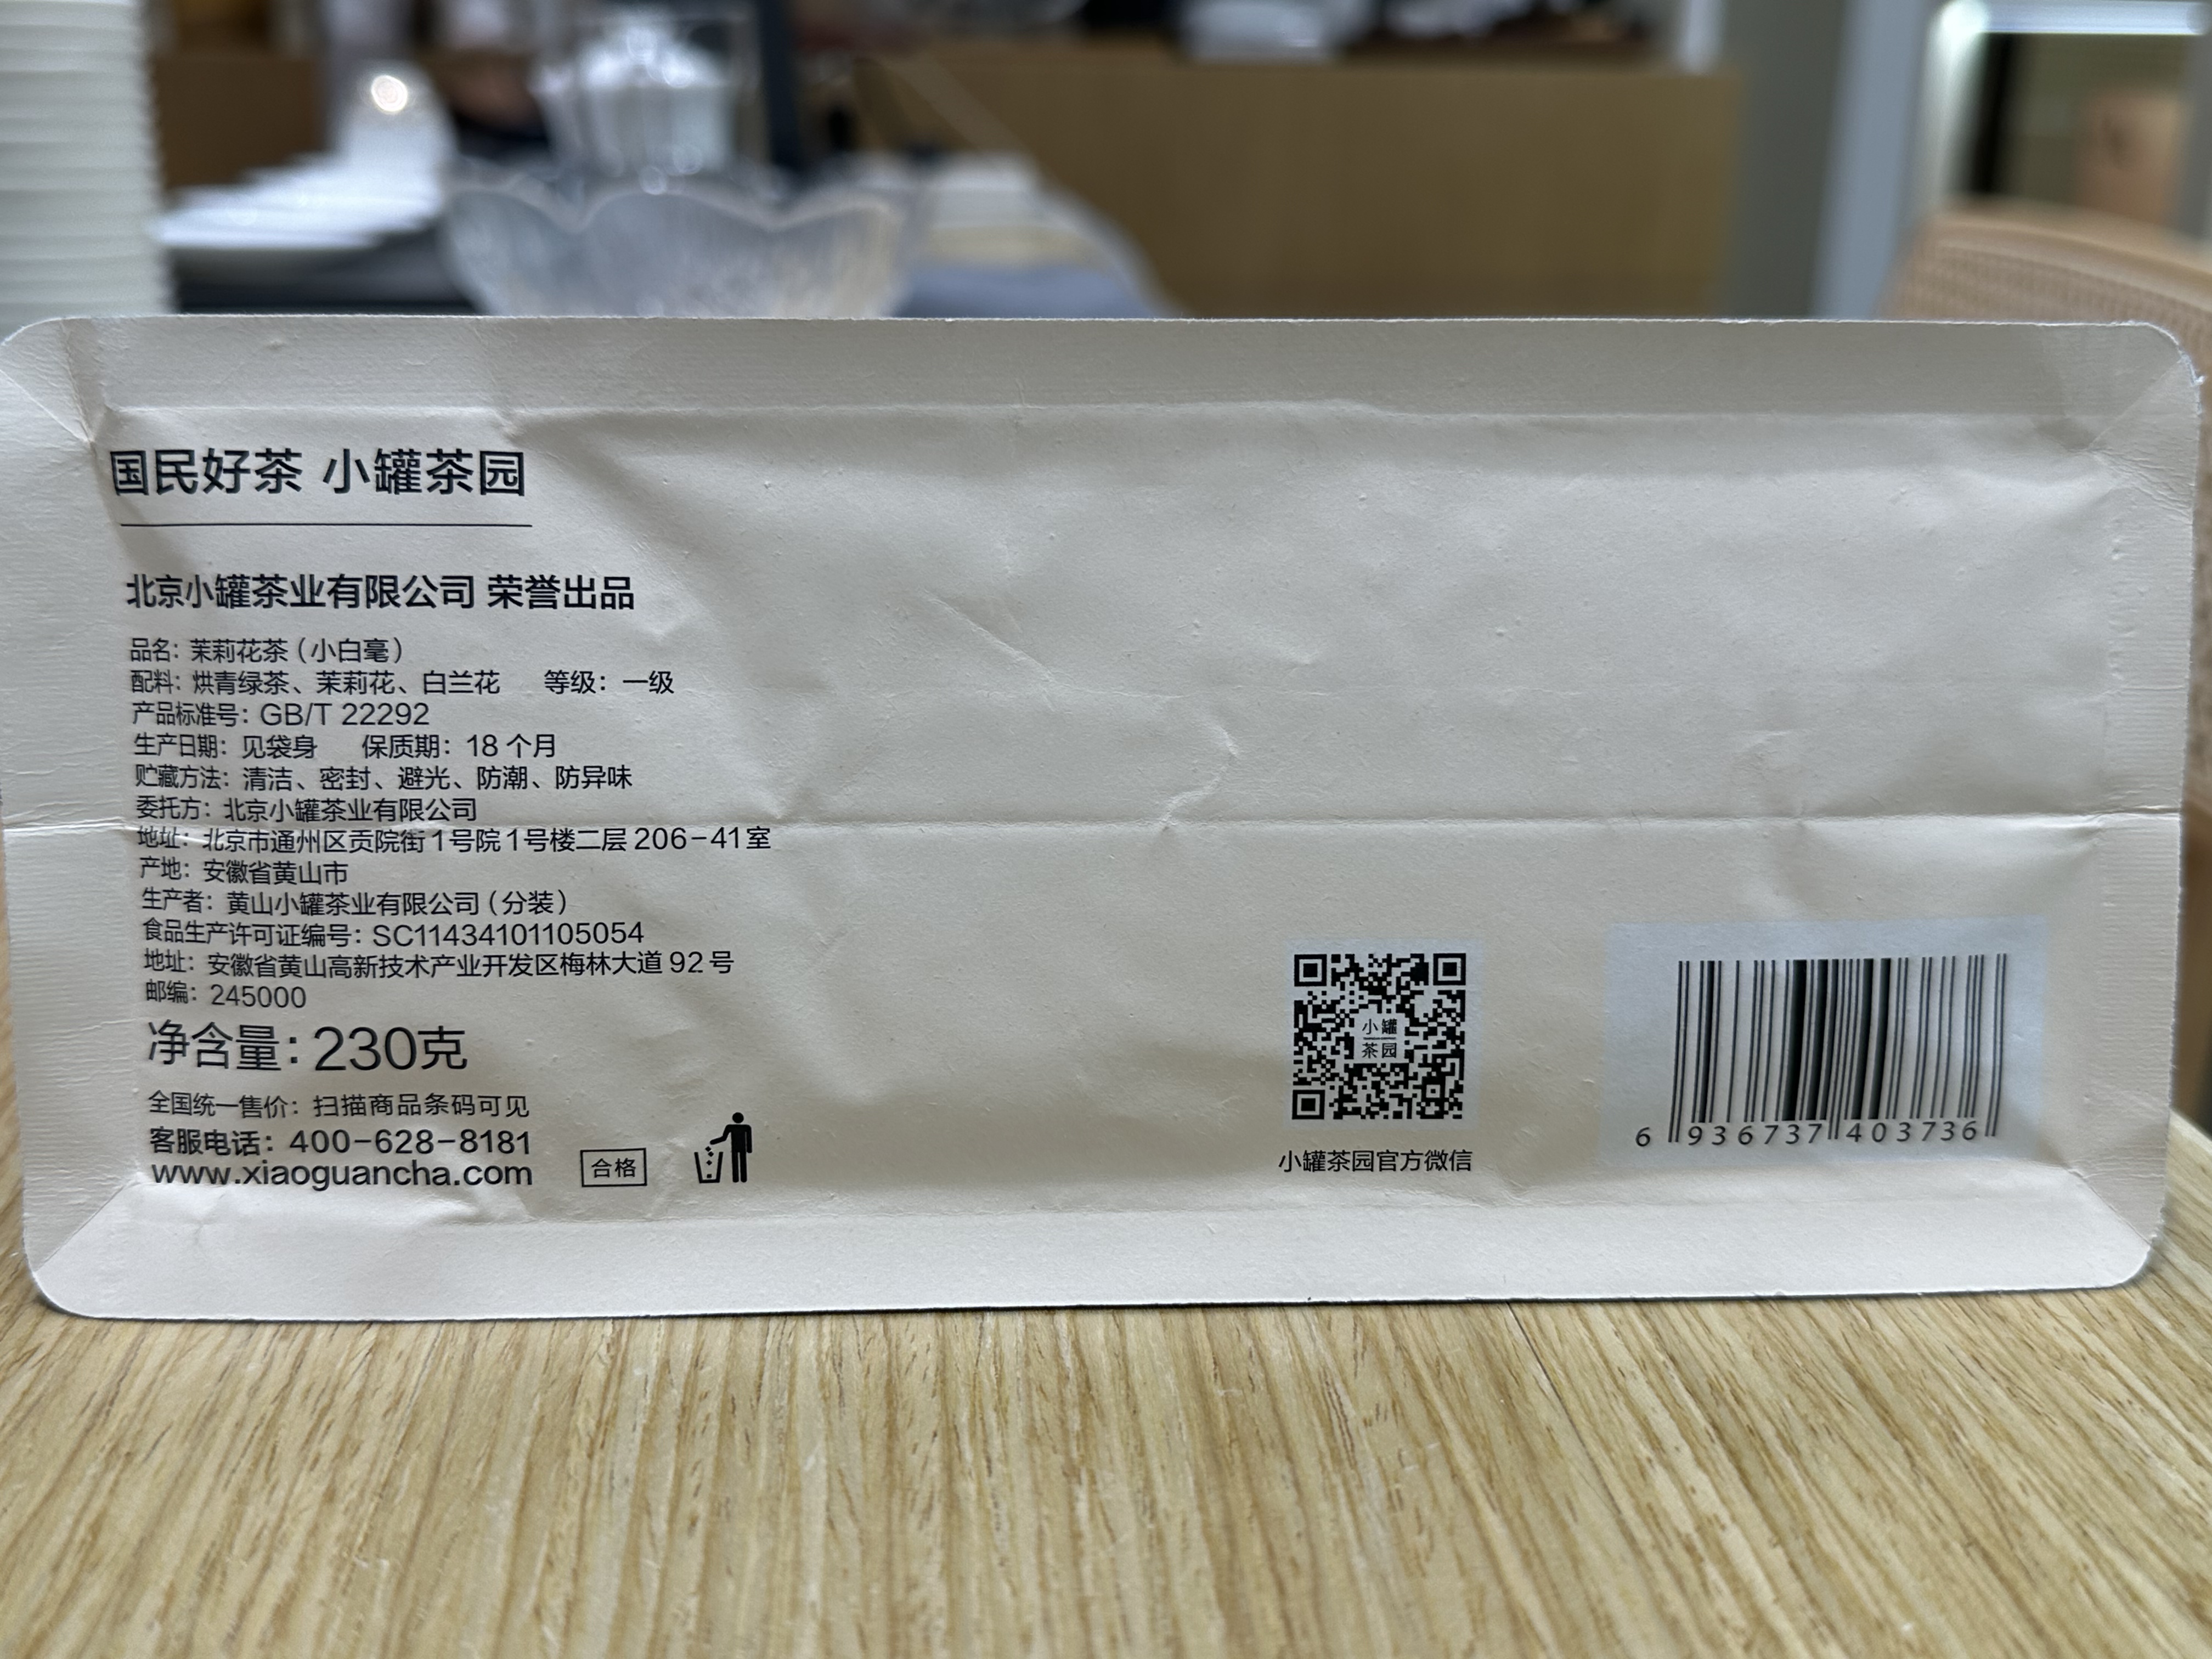 国民好茶 小罐茶园
北京小罐茶业有限公司 荣誉出品
品名：茉莉花茶（小白毫）
配料：烘青绿茶、茉莉花、白兰花 等级：一级
产品标准号：GB/T 22292
生产日期：见袋身 保质期：18个月
贮藏方法：清洁、密封、避光、防潮、防异味
委托方：北京小罐茶业有限公司
地址：北京市通州区贡院街1号院1号楼二层206-41室
产地：安徽省黄山市
生产者：黄山小罐茶业有限公司（分装）
食品生产许可证编号：SC11434101105054
地址：安徽省黄山高新技术产业开发区梅林大道92号
邮编：245000
净含量：230克
全国统一售价：扫描商品条码可见
客服电话：400-628-8181
www.xiaoguancha.com
合格
小罐
茶园
小罐茶园官方微信
6 936737 403736